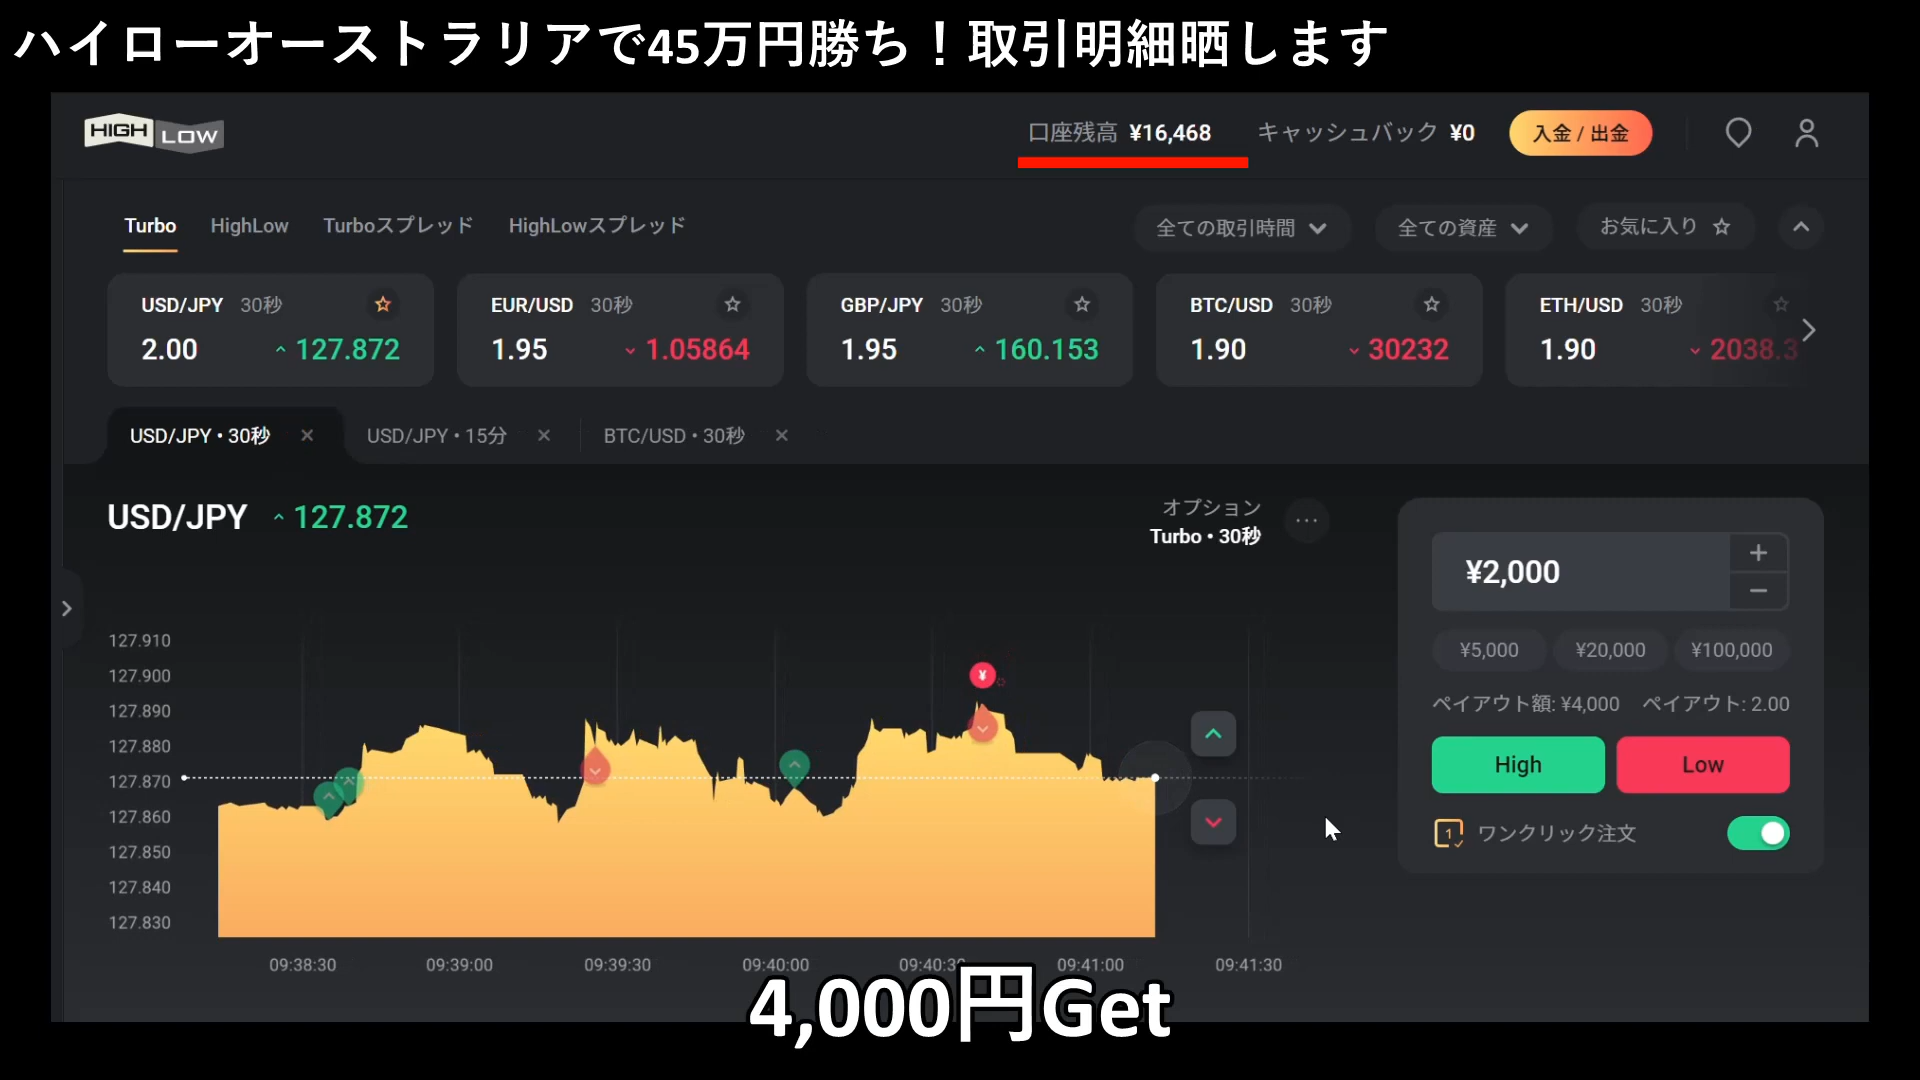 ハイローオーストラリアで45万円勝ち！取引明細晒します
HIGH LOW
口座残高 ¥16,468 キャッシュバック ¥0 入金 / 出金
Turbo HighLow Turboスプレッド HighLowスプレッド 全ての取引時間 全ての資産 お気に入り
USD/JPY 30秒 EUR/USD 30秒 GBP/JPY 30秒 BTC/USD 30秒 ETH/USD 30秒
2.00 127.872 1.95 1.05864 1.95 160.153 1.90 30232 1.90 2038.3
USD/JPY • 30秒 USD/JPY • 15分 BTC/USD • 30秒
USD/JPY 127.872
オプション
Turbo • 30秒
¥2,000
¥5,000 ¥20,000 ¥100,000
ペイアウト額: ¥4,000 ペイアウト: 2.00
High Low
1 ワンクリック注文
127.910
127.900
127.890
127.880
127.870
127.860
127.850
127.840
127.830
¥
09:38:30 09:39:00 09:39:30 09:40:00 09:40:30 09:41:00 09:41:30
4,000円Get